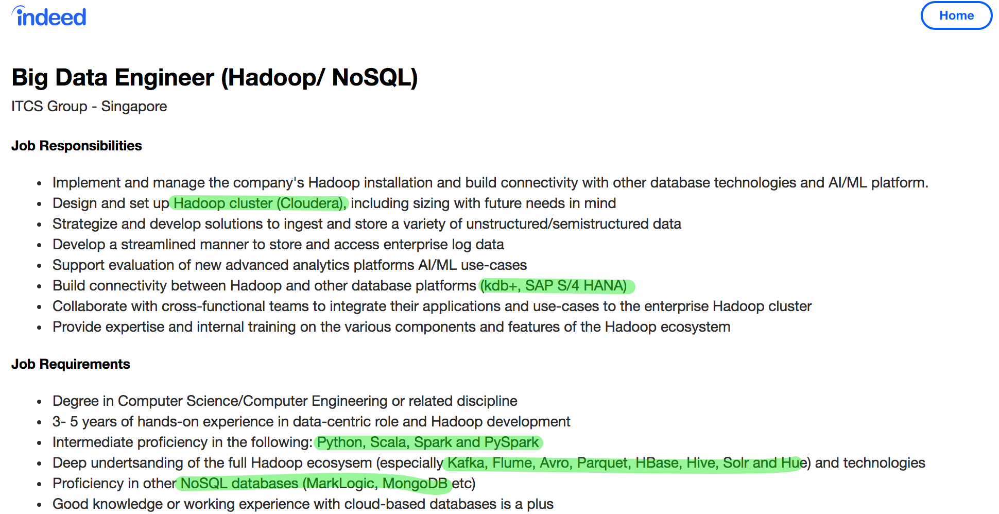 indeed
Home
Big Data Engineer (Hadoop/ NoSQL)
ITCS Group - Singapore
Job Responsibilities
• Implement and manage the company's Hadoop installation and build connectivity with other database technologies and AI/ML platform.
• Design and set up Hadoop cluster (Cloudera), including sizing with future needs in mind
• Strategize and develop solutions to ingest and store a variety of unstructured/semistructured data
• Develop a streamlined manner to store and access enterprise log data
• Support evaluation of new advanced analytics platforms AI/ML use-cases
• Build connectivity between Hadoop and other database platforms (kdb+, SAP S/4 HANA)
• Collaborate with cross-functional teams to integrate their applications and use-cases to the enterprise Hadoop cluster
• Provide expertise and internal training on the various components and features of the Hadoop ecosystem
Job Requirements
• Degree in Computer Science/Computer Engineering or related discipline
• 3- 5 years of hands-on experience in data-centric role and Hadoop development
• Intermediate proficiency in the following: Python, Scala, Spark and PySpark
• Deep undertsanding of the full Hadoop ecosysem (especially Kafka, Flume, Avro, Parquet, HBase, Hive, Solr and Hue) and technologies
• Proficiency in other NoSQL databases (MarkLogic, MongoDB etc)
• Good knowledge or working experience with cloud-based databases is a plus